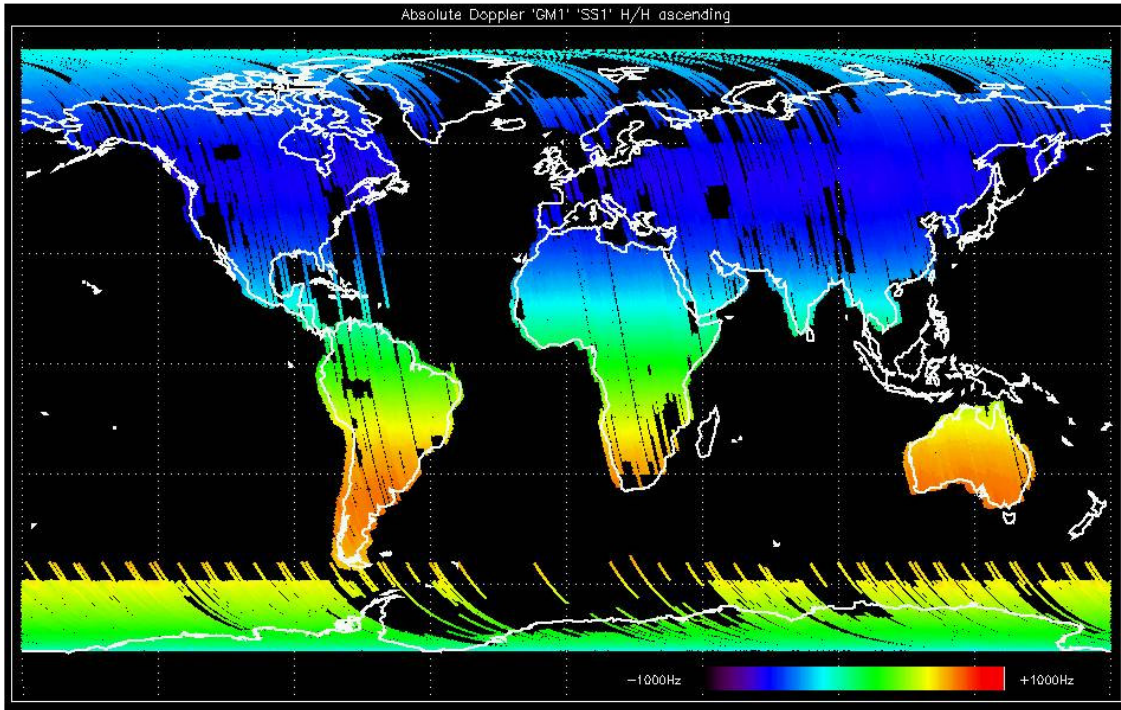 Absolute Doppler 'GM1' 'SS1' H/H ascending
-1000Hz +1000Hz